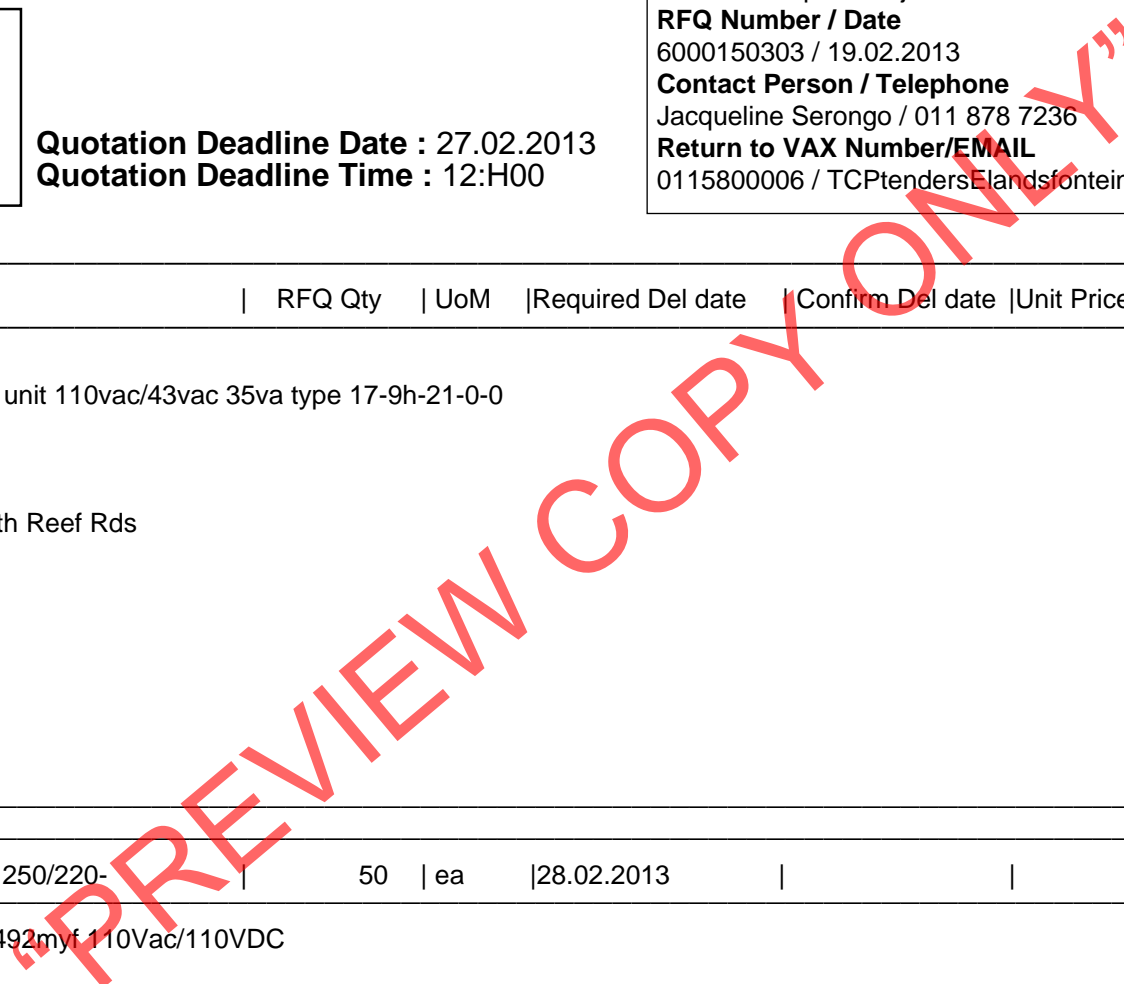 RFQ Number / Date
6000150303 / 19.02.2013
Contact Person / Telephone
Jacqueline Serongo / 011 878 7236
Return to VAX Number/EMAIL
0115800006 / TCPtendersElandsfontein
Quotation Deadline Date : 27.02.2013
Quotation Deadline Time : 12:H00
| RFQ Qty | UoM |Required Del date | Confirm Del date |Unit Price
unit 110vac/43vac 35va type 17-9h-21-0-0
th Reef Rds
250/220- | 50 | ea |28.02.2013 | |
492myf 110Vac/110VDC
“PREVIEW COPY ONLY”